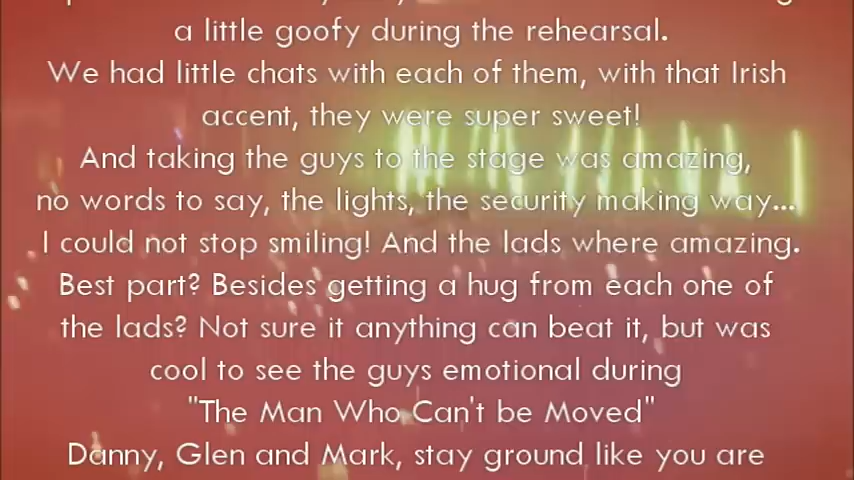 a little goofy during the rehearsal.
We had little chats with each of them, with that Irish
accent, they were super sweet!
And taking the guys to the stage was amazing,
no words to say, the lights, the security making way...
I could not stop smiling! And the lads where amazing.
Best part? Besides getting a hug from each one of
the lads? Not sure it anything can beat it, but was
cool to see the guys emotional during
"The Man Who Can't be Moved"
Danny, Glen and Mark, stay ground like you are